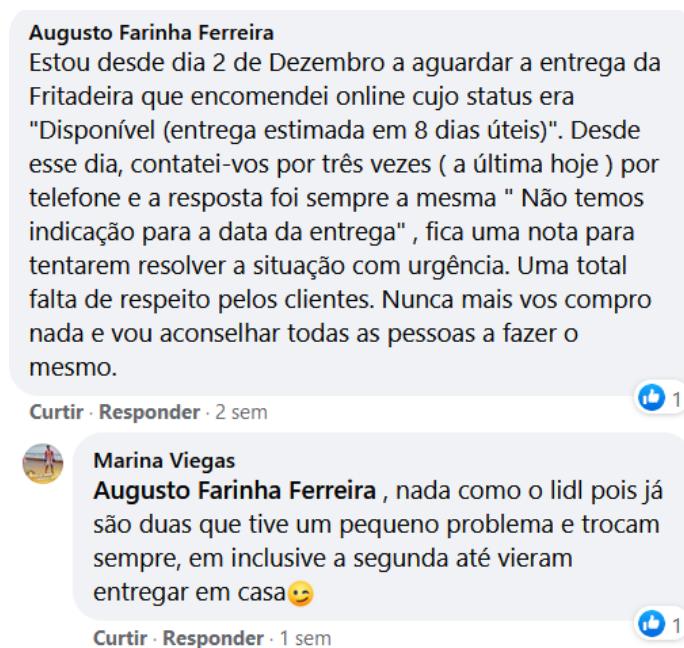 Augusto Farinha Ferreira
Estou desde dia 2 de Dezembro a aguardar a entrega da
Fritadeira que encomendei online cujo status era
"Disponível (entrega estimada em 8 dias úteis)". Desde
esse dia, contatei-vos por três vezes ( a última hoje ) por
telefone e a resposta foi sempre a mesma " Não temos
indicação para a data da entrega" , fica uma nota para
tentarem resolver a situação com urgência. Uma total
falta de respeito pelos clientes. Nunca mais vos compro
nada e vou aconselhar todas as pessoas a fazer o
mesmo.
1
Curtir · Responder · 2 sem
Marina Viegas
Augusto Farinha Ferreira , nada como o lidl pois já
são duas que tive um pequeno problema e trocam
sempre, em inclusive a segunda até vieram
entregar em casa😉
1
Curtir · Responder · 1 sem